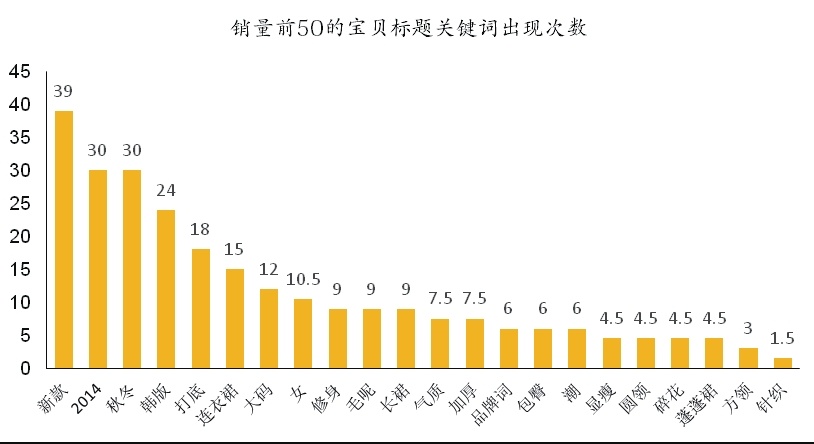 销量前50的宝贝标题关键词出现次数
45
40
35
30
25
20
15
10
5
0
39
30
30
24
18
15
12
10.5
9
9
9
7.5
7.5
6
6
6
4.5
4.5
4.5
4.5
3
1.5
新款
2014
秋冬
韩版
打底
连衣裙
大码
女
修身
毛呢
长裙
气质
加厚
品牌词
包臀
潮
显瘦
圆领
碎花
蓬蓬裙
方领
针织